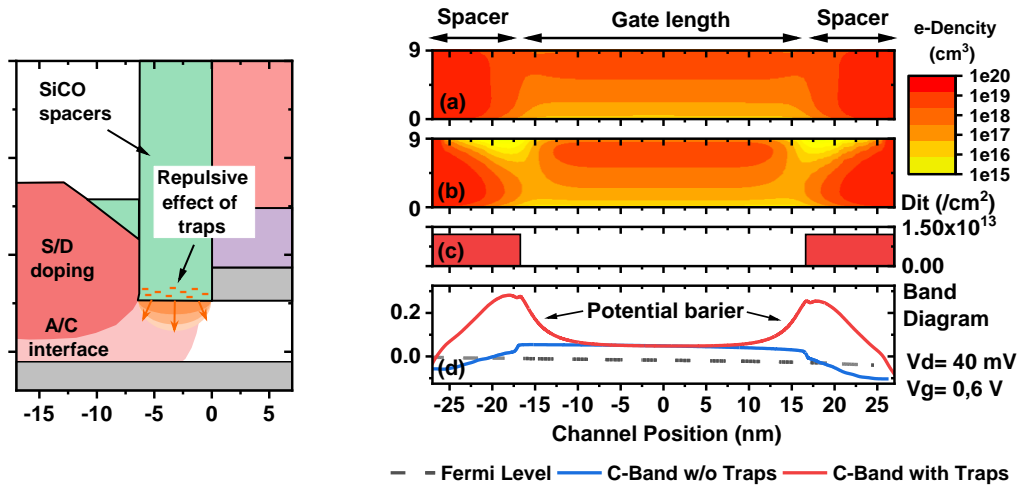 SiCO
spacers
Repulsive
effect of
traps
S/D
doping
A/C
interface
-15 -10 -5 0 5
Spacer Gate length Spacer
9
(a)
0
9
(b)
0
(c)
0.2
0.0
(d)
-25 -20 -15 -10 -5 0 5 10 15 20 25
Channel Position (nm)
Potential barier
e-Dencity
(cm³)
1e20
1e19
1e18
1e17
1e16
1e15
Dit (/cm²)
1.50x10¹³
0.00
Band
Diagram
Vd= 40 mV
Vg= 0,6 V
Fermi Level C-Band w/o Traps C-Band with Traps